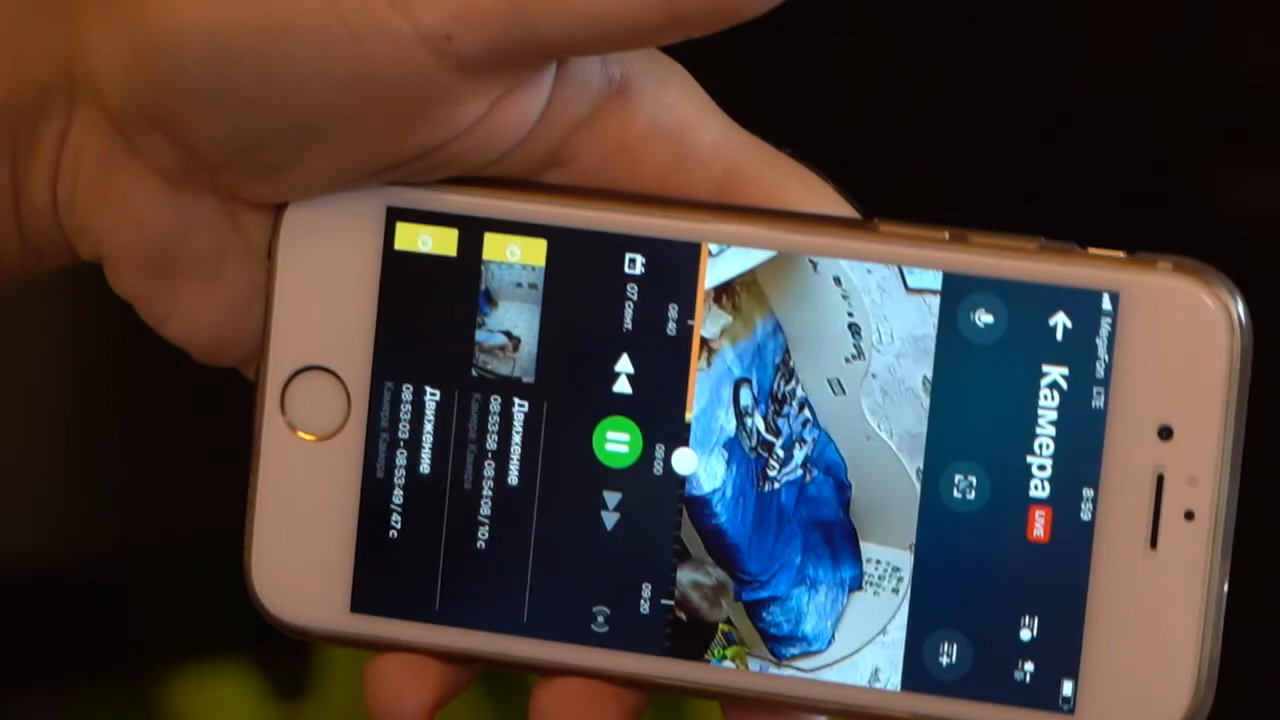 MegaFon LTE 8:59
Камера LIVE
08:40 09:00 09:20
07 сент.
Движение
08:53:58 - 08:54:08 / 10 с
Камера: Камера
Движение
08:53:03 - 08:53:49 / 47 с
Камера: Камера